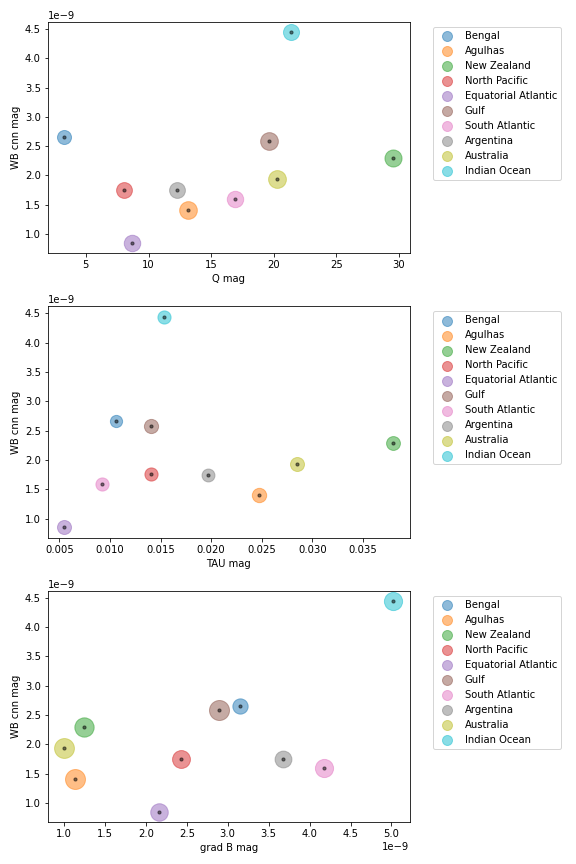 1e−9
4.5
4.0
3.5
3.0
2.5
2.0
1.5
1.0
WB cnn mag
5 10 15 20 25 30
Q mag
Bengal
Agulhas
New Zealand
North Pacific
Equatorial Atlantic
Gulf
South Atlantic
Argentina
Australia
Indian Ocean
1e−9
4.5
4.0
3.5
3.0
2.5
2.0
1.5
1.0
WB cnn mag
0.005 0.010 0.015 0.020 0.025 0.030 0.035
TAU mag
Bengal
Agulhas
New Zealand
North Pacific
Equatorial Atlantic
Gulf
South Atlantic
Argentina
Australia
Indian Ocean
1e−9
4.5
4.0
3.5
3.0
2.5
2.0
1.5
1.0
WB cnn mag
1.0 1.5 2.0 2.5 3.0 3.5 4.0 4.5 5.0
1e−9
grad B mag
Bengal
Agulhas
New Zealand
North Pacific
Equatorial Atlantic
Gulf
South Atlantic
Argentina
Australia
Indian Ocean